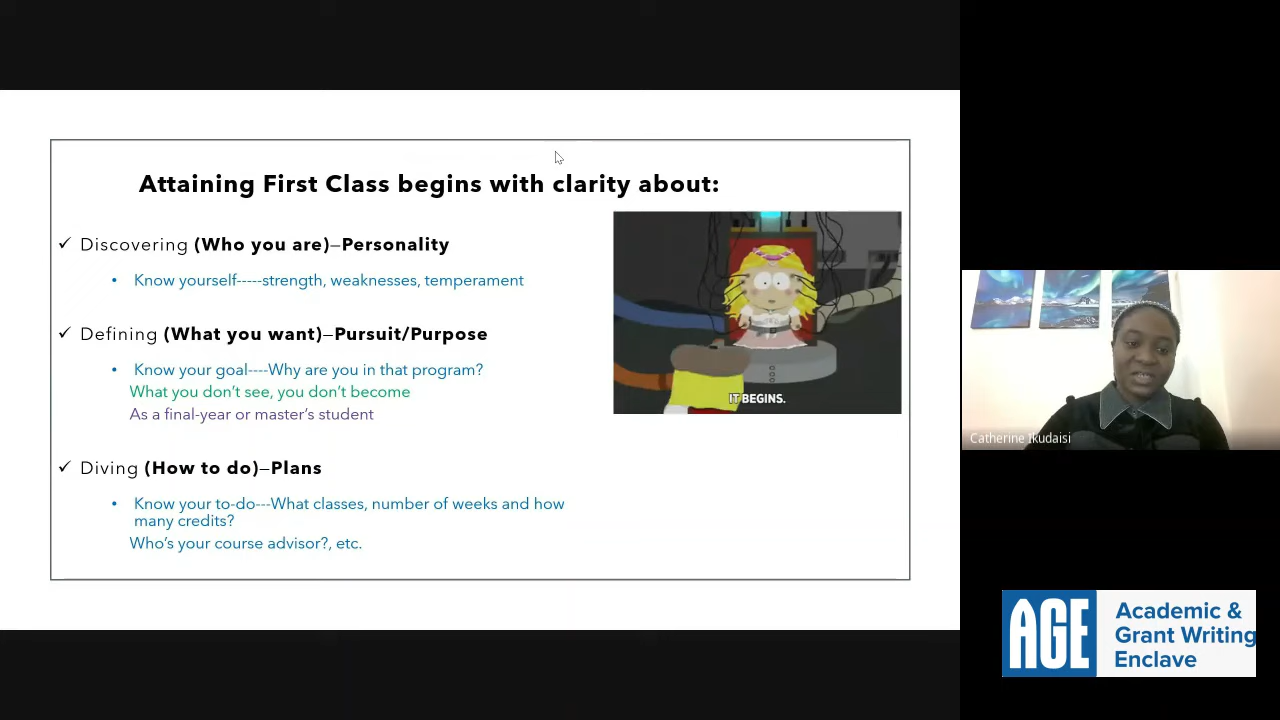 Attaining First Class begins with clarity about:
✓ Discovering (Who you are)–Personality
• Know yourself-----strength, weaknesses, temperament
✓ Defining (What you want)–Pursuit/Purpose
• Know your goal----Why are you in that program?
What you don’t see, you don’t become
As a final-year or master’s student
✓ Diving (How to do)–Plans
• Know your to-do---What classes, number of weeks and how
many credits?
Who’s your course advisor?, etc.
IT BEGINS.
Catherine Ikudaisi
AGE
Academic &
Grant Writing
Enclave